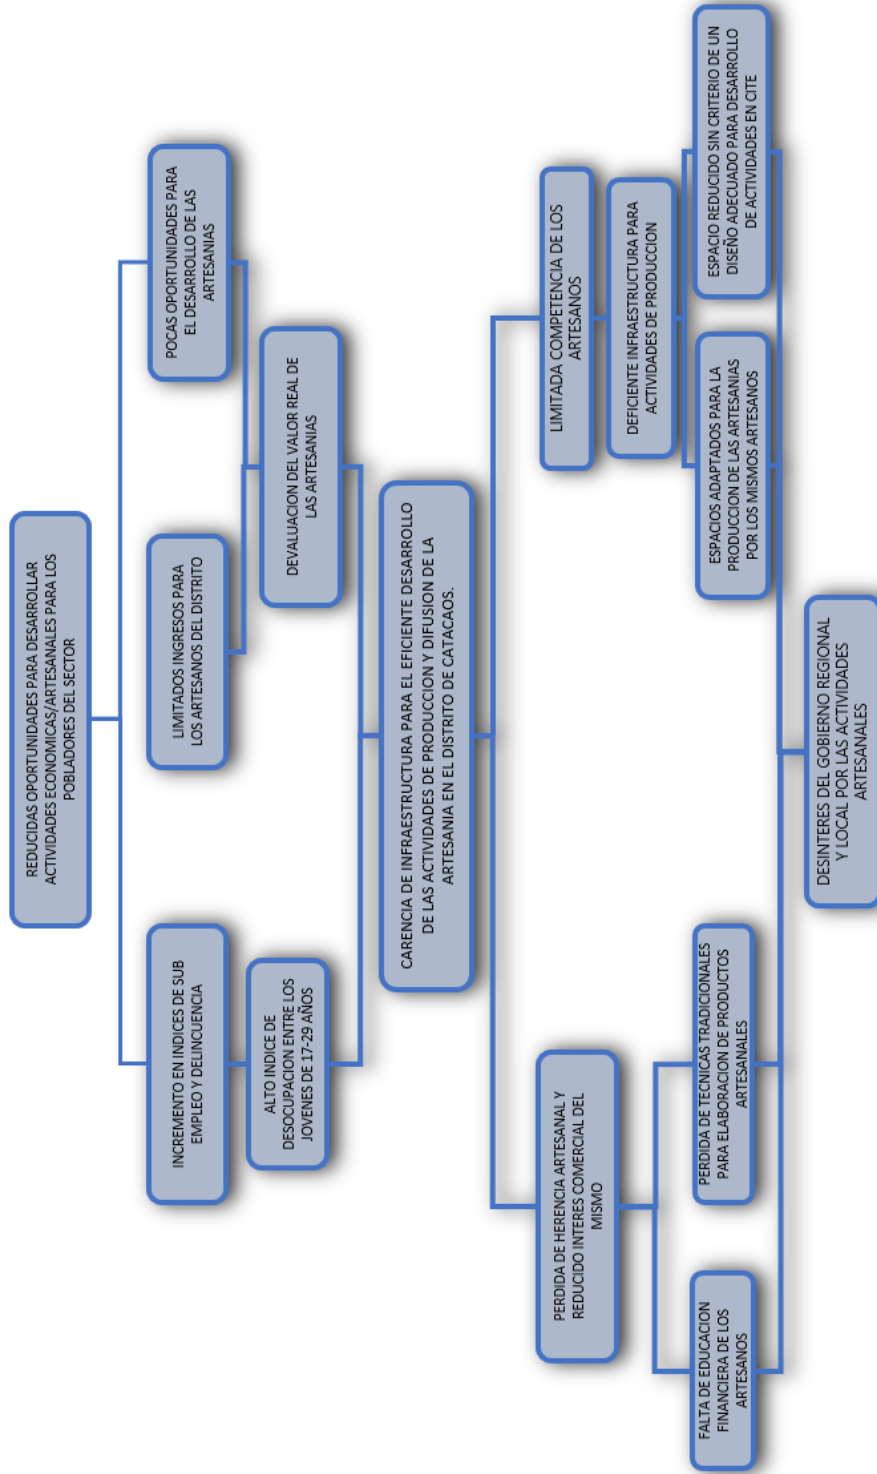 REDUCIDAS OPORTUNIDADES PARA DESARROLLAR
ACTIVIDADES ECONOMICAS/ARTESANALES PARA LOS
POBLADORES DEL SECTOR
INCREMENTO EN INDICES DE SUB
EMPLEO Y DELINCUENCIA
LIMITADOS INGRESOS PARA
LOS ARTESANOS DEL DISTRITO
POCAS OPORTUNIDADES PARA
EL DESARROLLO DE LAS
ARTESANIAS
ALTO INDICE DE
DESOCUPACION ENTRE LOS
JOVENES DE 17-29 AÑOS
DEVALUACION DEL VALOR REAL DE
LAS ARTESANIAS
CARENCIA DE INFRAESTRUCTURA PARA EL EFICIENTE DESARROLLO
DE LAS ACTIVIDADES DE PRODUCCION Y DIFUSION DE LA
ARTESANIA EN EL DISTRITO DE CATACAOS.
PERDIDA DE HERENCIA ARTESANAL Y
REDUCIDO INTERES COMERCIAL DEL
MISMO
LIMITADA COMPETENCIA DE LOS
ARTESANOS
DEFICIENTE INFRAESTRUCTURA PARA
ACTIVIDADES DE PRODUCCION
FALTA DE EDUCACION
FINANCIERA DE LOS
ARTESANOS
PERDIDA DE TECNICAS TRADICIONALES
PARA ELABORACION DE PRODUCTOS
ARTESANALES
ESPACIOS ADAPTADOS PARA LA
PRODUCCION DE LAS ARTESANIAS
POR LOS MISMOS ARTESANOS
ESPACIO REDUCIDO SIN CRITERIO DE UN
DISEÑO ADECUADO PARA DESARROLLO
DE ACTIVIDADES EN CITE
DESINTERES DEL GOBIERNO REGIONAL
Y LOCAL POR LAS ACTIVIDADES
ARTESANALES